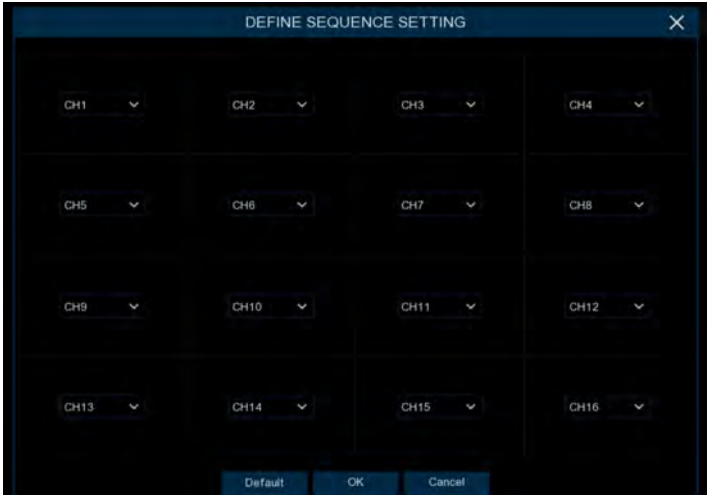 DEFINE SEQUENCE SETTING
CH1 CH2 CH3 CH4
CH5 CH6 CH7 CH8
CH9 CH10 CH11 CH12
CH13 CH14 CH15 CH16
Default OK Cancel